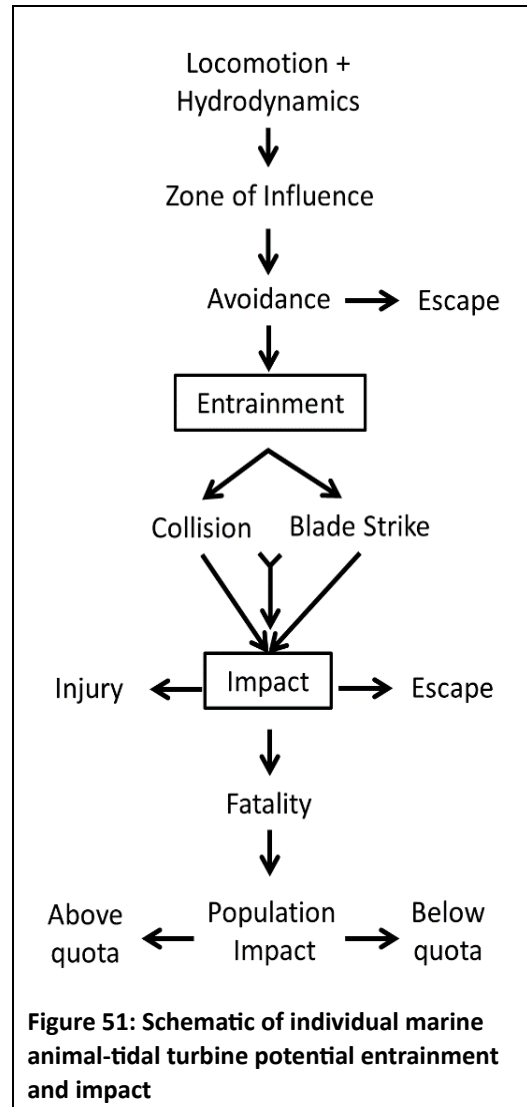 Locomotion +
Hydrodynamics
Zone of Influence
Avoidance
Escape
Entrainment
Collision
Blade Strike
Injury
Impact
Escape
Fatality
Above
quota
Population
Impact
Below
quota
Figure 51: Schematic of individual marine
animal-tidal turbine potential entrainment
and impact